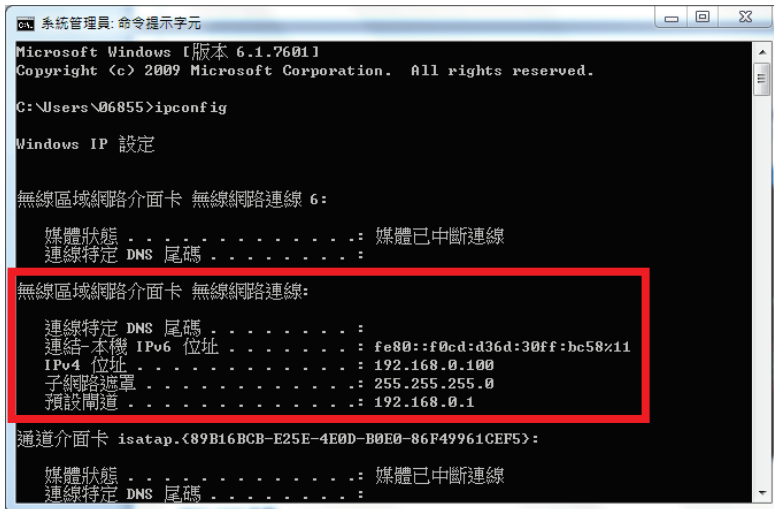 系統管理員: 命令提示字元
Microsoft Windows [版本 6.1.7601]
Copyright (c) 2009 Microsoft Corporation.  All rights reserved.
C:\Users\06855>ipconfig
Windows IP 設定
無線區域網路介面卡 無線網路連線 6:
媒體狀態 . . . . . . . . . . . . .: 媒體已中斷連線
連線特定 DNS 尾碼 . . . . . . . . :
無線區域網路介面卡 無線網路連線:
連線特定 DNS 尾碼 . . . . . . . . :
連結-本機 IPv6 位址 . . . . . . . : fe80::f0cd:d36d:30ff:bc58%11
IPv4 位址 . . . . . . . . . . . . : 192.168.0.100
子網路遮罩 . . . . . . . . . . . .: 255.255.255.0
預設閘道 . . . . . . . . . . . . .: 192.168.0.1
通道介面卡 isatap.{89B16BCB-E25E-4E0D-B0E0-86F49961CEF5}:
媒體狀態 . . . . . . . . . . . . .: 媒體已中斷連線
連線特定 DNS 尾碼 . . . . . . . . :